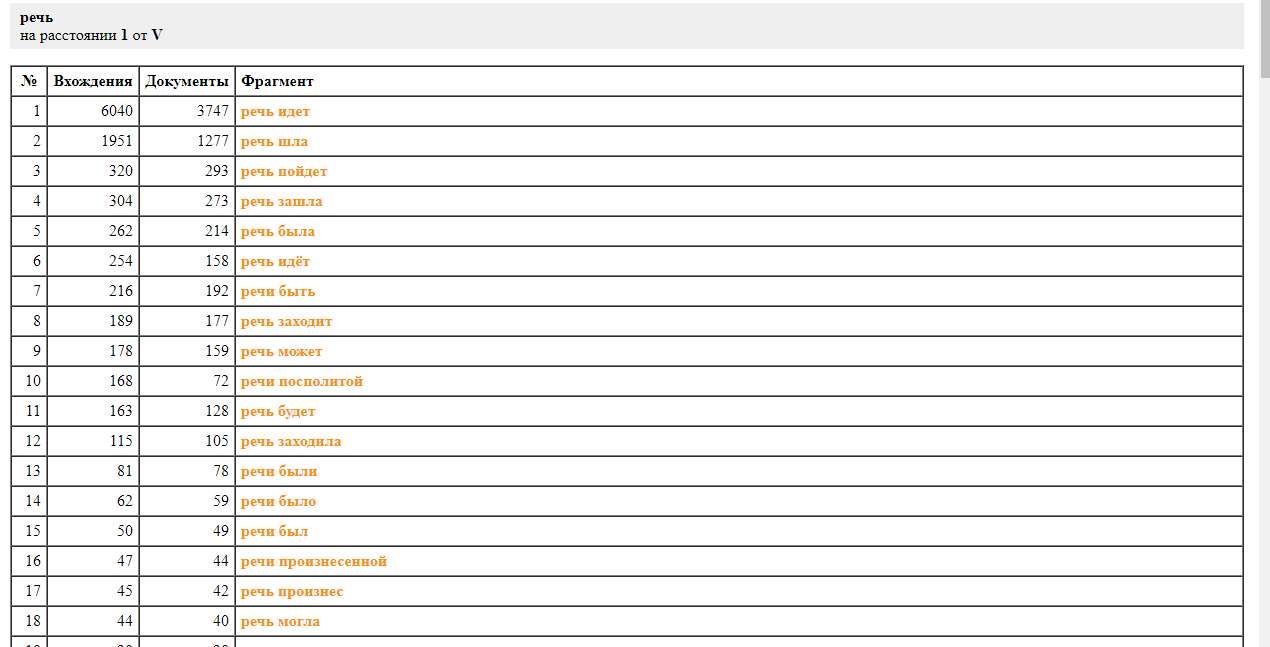 речь
на расстоянии 1 от V
№ Вхождения Документы Фрагмент
1 6040 3747 речь идет
2 1951 1277 речь шла
3 320 293 речь пойдет
4 304 273 речь зашла
5 262 214 речь была
6 254 158 речь идёт
7 216 192 речи быть
8 189 177 речь заходит
9 178 159 речь может
10 168 72 речи посполитой
11 163 128 речь будет
12 115 105 речь заходила
13 81 78 речи были
14 62 59 речи было
15 50 49 речи был
16 47 44 речи произнесенной
17 45 42 речь произнес
18 44 40 речь могла